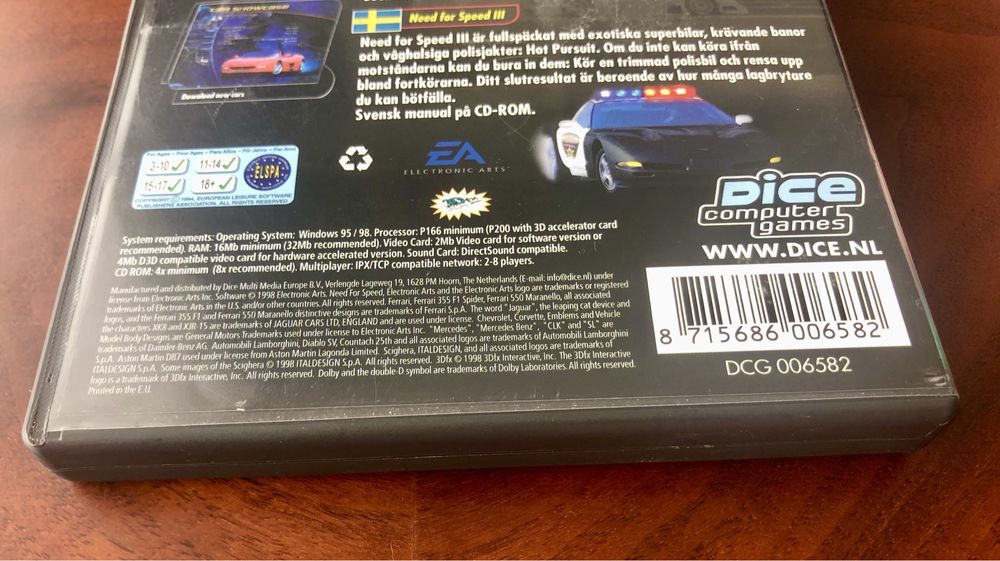 CAR SHOWCASE
Download new cars
Need for Speed III
Need for Speed III är fullspäckat med exotiska superbilar, krävande banor
och våghalsiga polisjakter: Hot Pursuit. Om du inte kan köra ifrån
motståndarna kan du bura in dem: Kör en trimmad polisbil och rensa upp
bland fortkörarna. Ditt slutresultat är beroende av hur många lagbrytare
du kan bötfälla.
Svensk manual på CD-ROM.
For Ages - Pour Ages - Para Ages - Für Jahre - Per Anni
3-10 11-14
15-17 18+
ELSPA
COPYRIGHT © 1994, EUROPEAN LEISURE SOFTWARE
PUBLISHERS ASSOCIATION, ALL RIGHTS RESERVED
EA
ELECTRONIC ARTS™
DICE
computer
games
WWW.DICE.NL
System requirements: Operating System: Windows 95 / 98. Processor: P166 minimum (P200 with 3D accelerator card
recommended). RAM: 16Mb minimum (32Mb recommended). Video Card: 2Mb Video card for software version or
4Mb D3D compatible video card for hardware accelerated version. Sound Card: DirectSound compatible.
CD ROM: 4x minimum (8x recommended). Multiplayer: IPX/TCP compatible network: 2-8 players.
Manufactured and distributed by Dice Multi Media Europe B.V., Verlengde Lageweg 19, 1628 PM Hoorn, The Netherlands (E-mail: info@dice.nl) under
license from Electronic Arts Inc. Software © 1998 Electronic Arts. Need For Speed, Electronic Arts and the Electronic Arts logo are trademarks or registered
trademarks of Electronic Arts in the U.S. and/or other countries. All rights reserved. Ferrari, Ferrari 355 F1 Spider, Ferrari 550 Maranello, all associated
logos, and the Ferrari 355 F1 and Ferrari 550 Maranello distinctive designs are trademarks of Ferrari S.p.A. The word "Jaguar", the leaping cat device and
the characters XK8 and XJR-15 are trademarks of JAGUAR CARS LTD, ENGLAND and are used under license. Chevrolet, Corvette, Emblems and Vehicle
Model Body Designs are General Motors Trademarks used under license to Electronic Arts Inc. "Mercedes", "Mercedes Benz", "CLK" and "SL" are
trademarks of Daimler Benz AG. Automobili Lamborghini, Diablo SV, Countach 25th and all associated logos are trademarks of Automobili Lamborghini
S.p.A. Aston Martin DB7 used under license from Aston Martin Lagonda Limited. Scighera, ITALDESIGN, and all associated logos are trademarks of
ITALDESIGN S.p.A. Some images of the Scighera © 1998 ITALDESIGN S.p.A. All rights reserved. 3Dfx © 1998 3Dfx Interactive, Inc. The 3Dfx Interactive
logo is a trademark of 3Dfx Interactive, Inc. All rights reserved. Dolby and the double-D symbol are trademarks of Dolby Laboratories. All rights reserved.
Printed in the E.U.
8 715686 006582
DCG 006582